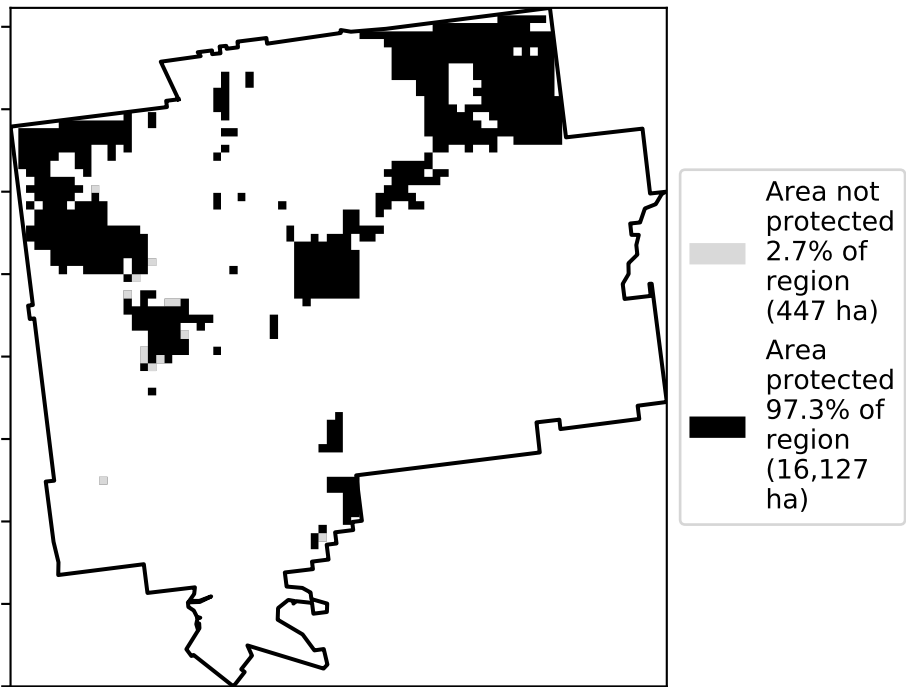 Area not
protected
2.7% of
region
(447 ha)
Area
protected
97.3% of
region
(16,127
ha)